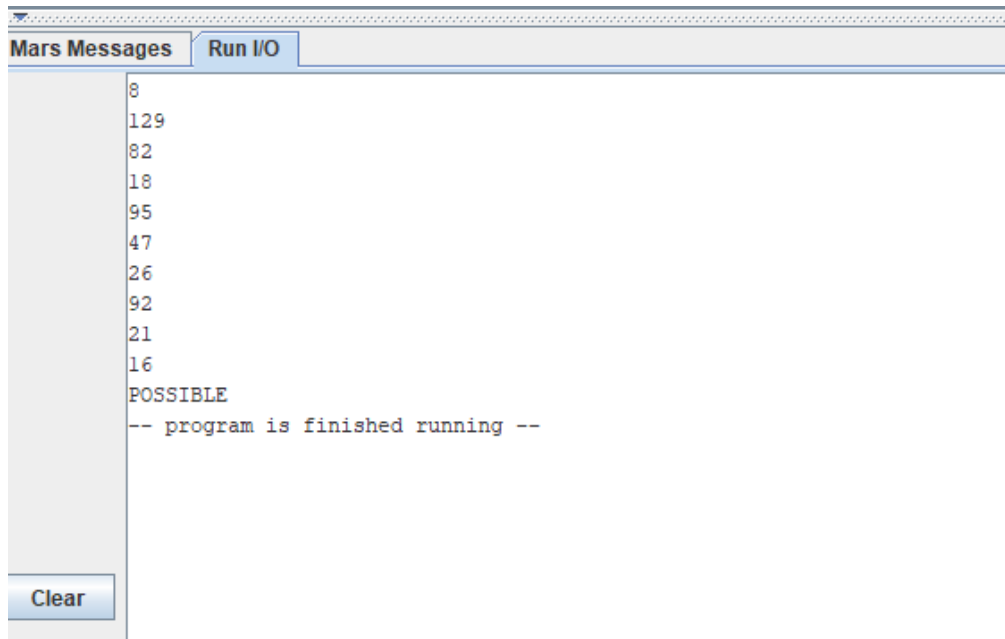 Mars Messages Run I/O
8
129
82
18
95
47
26
92
21
16
POSSIBLE
-- program is finished running --
Clear